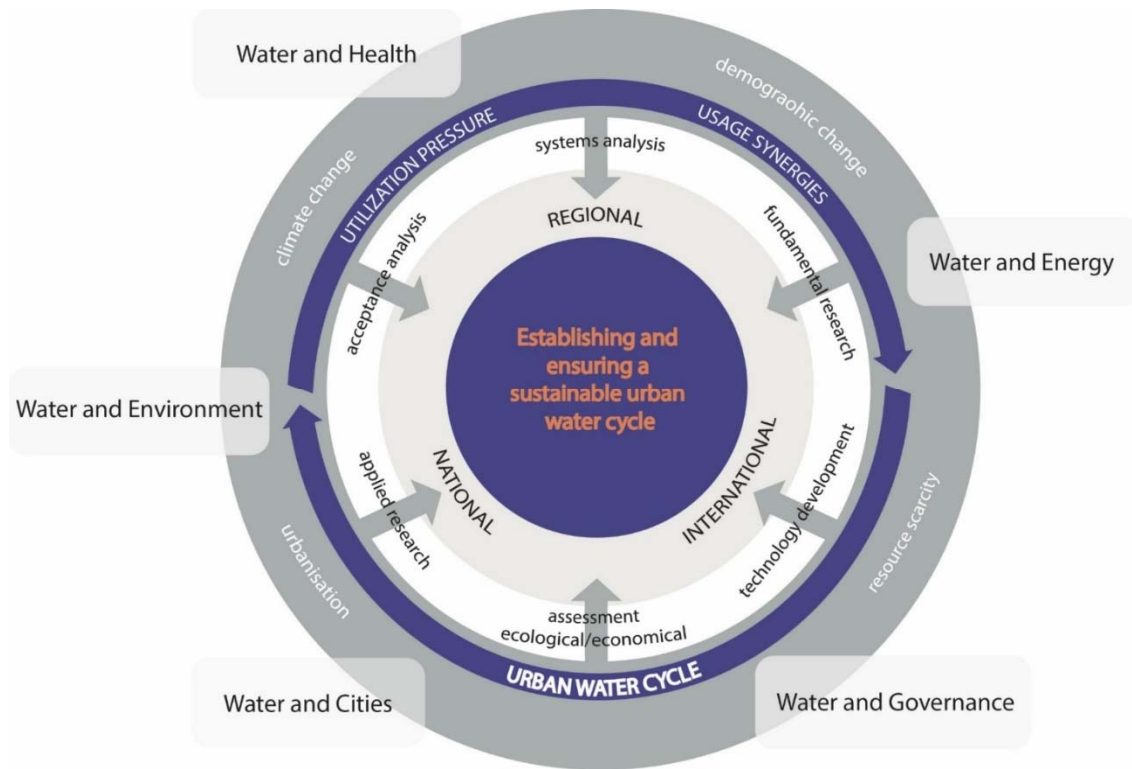 Water and Health
demograohic change
climate change
UTILIZATION PRESSURE
USAGE SYNERGIES
systems analysis
acceptance analysis
fundamental research
REGIONAL
Water and Energy
Establishing and
ensuring a
sustainable urban
water cycle
Water and Environment
NATIONAL
INTERNATIONAL
applied research
technology development
urbanisation
resource scarcity
assessment
ecological/economical
URBAN WATER CYCLE
Water and Cities
Water and Governance